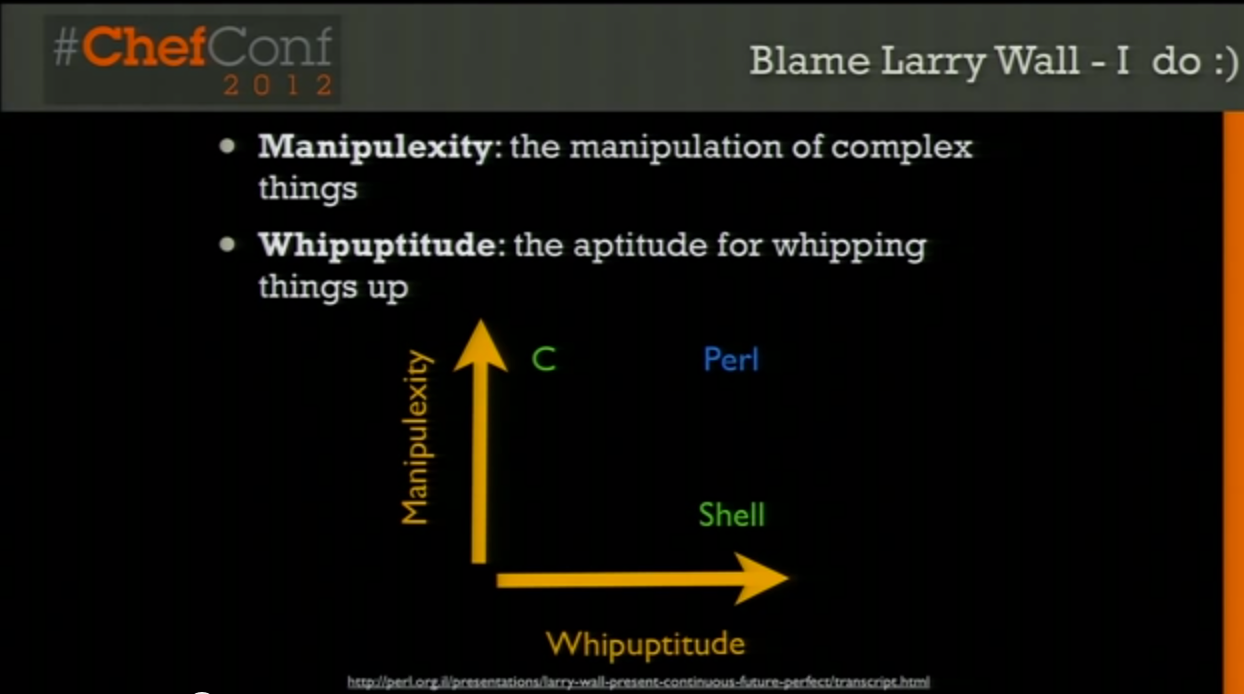 #ChefConf
2012
Blame Larry Wall - I do :)
• Manipulexity: the manipulation of complex
things
• Whipuptitude: the aptitude for whipping
things up
Manipulexity
C
Perl
Shell
Whipuptitude
http://perl.org.il/presentations/larry-wall-present-continuous-future-perfect/transcript.html